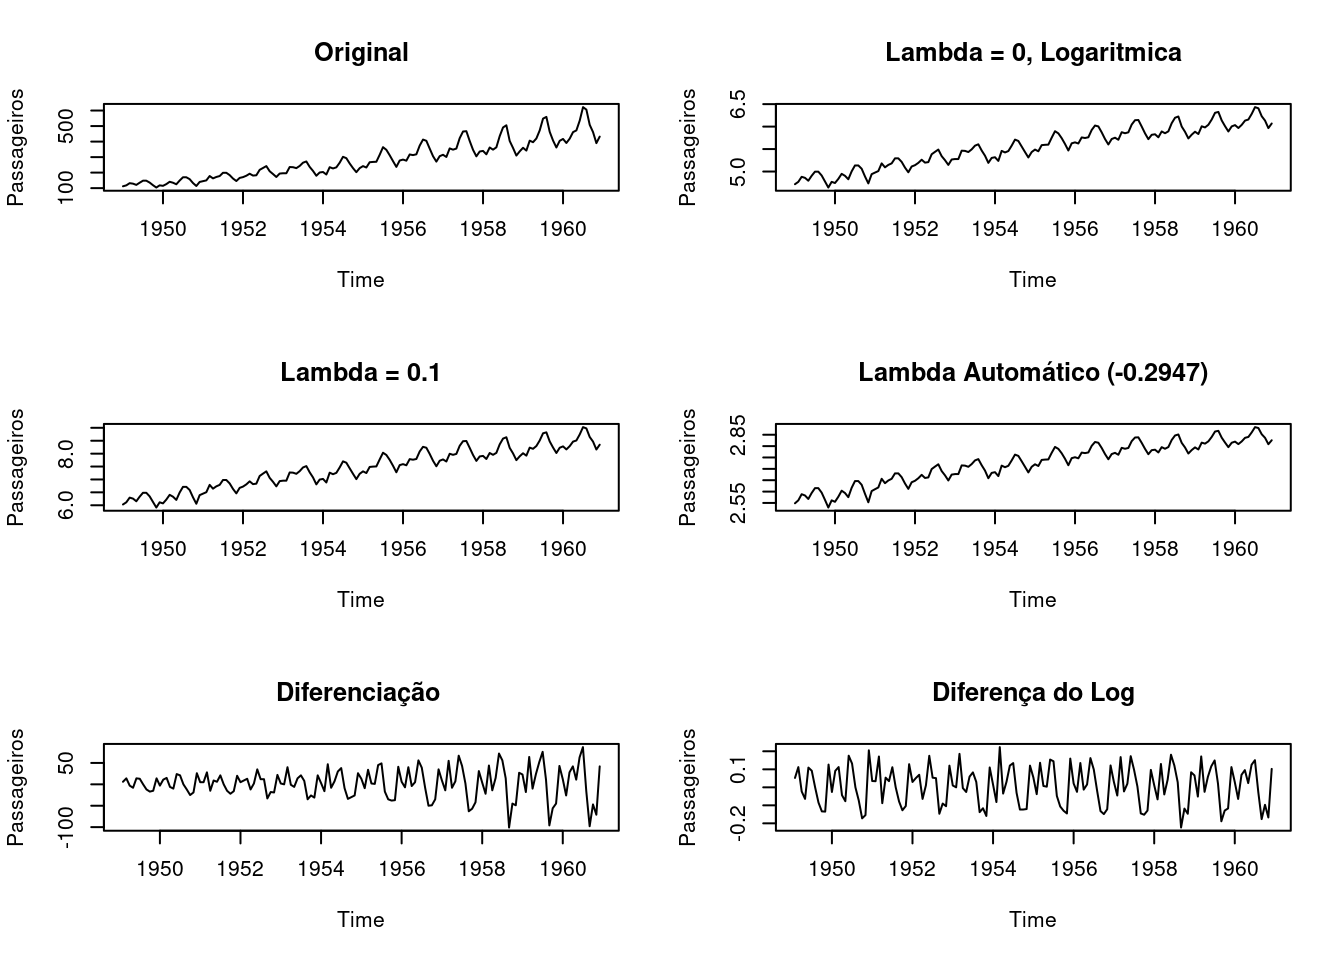 Original
Passageiros
500
100
1950 1952 1954 1956 1958 1960
Time
Lambda = 0, Logaritmica
Passageiros
6.5
5.0
1950 1952 1954 1956 1958 1960
Time
Lambda = 0.1
Passageiros
8.0
6.0
1950 1952 1954 1956 1958 1960
Time
Lambda Automático (-0.2947)
Passageiros
2.85
2.55
1950 1952 1954 1956 1958 1960
Time
Diferenciação
Passageiros
50
-100
1950 1952 1954 1956 1958 1960
Time
Diferença do Log
Passageiros
0.1
-0.2
1950 1952 1954 1956 1958 1960
Time